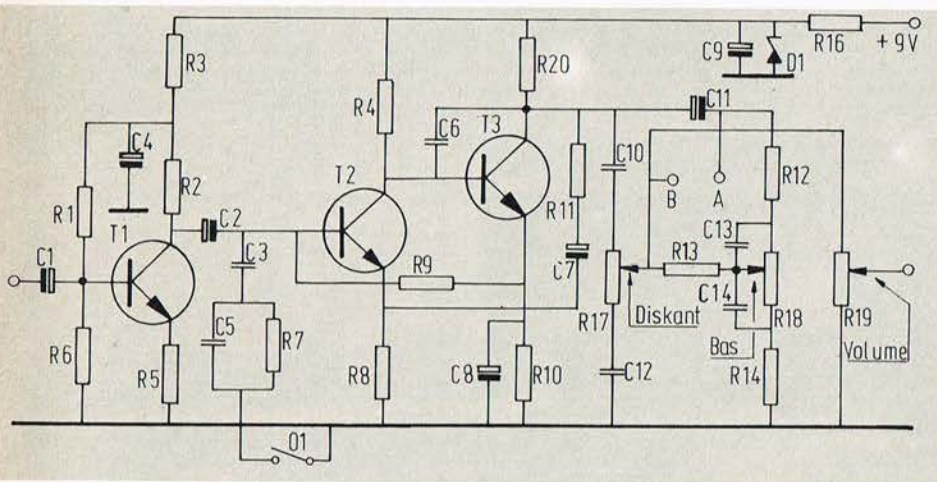 R3
R4
R20
C9
D1
R16
+ 9V
C4
R2
C6
T3
C11
R1
T1
C2
T2
C10
R11
B
A
R12
C1
C3
R9
C7
R13
C13
C14
R6
R5
C5
R7
R8
C8
R10
R17
Diskant
C12
Bas
R18
R14
R19
Volume
O1